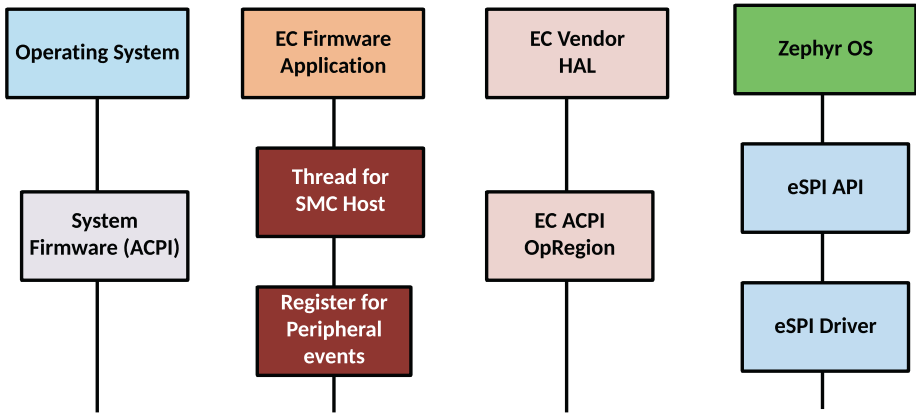 Operating System
EC Firmware
Application
EC Vendor
HAL
Zephyr OS
Thread for
SMC Host
eSPI API
System
Firmware (ACPI)
EC ACPI
OpRegion
Register for
Peripheral
events
eSPI Driver